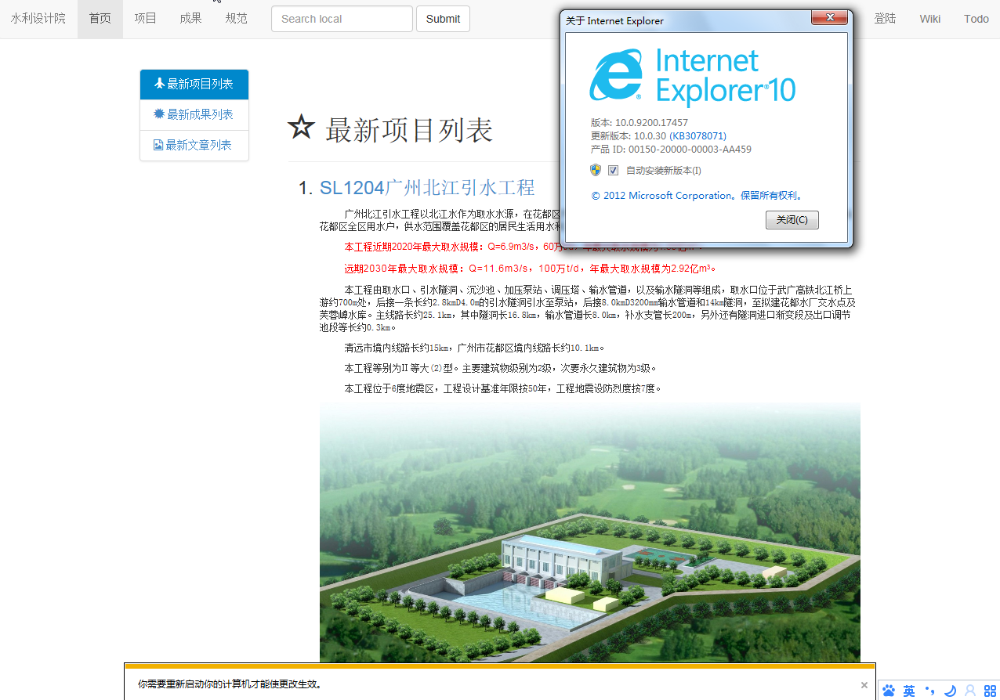 水利设计院 首页 项目 成果 规范 Search local Submit 登陆 Wiki Todo
关于 Internet Explorer
Internet
Explorer®10
版本: 10.0.9200.17457
更新版本: 10.0.30 (KB3078071)
产品 ID: 00150-20000-00003-AA459
自动安装新版本(I)
© 2012 Microsoft Corporation。保留所有权利。
关闭(C)
最新项目列表
最新成果列表
最新文章列表
最新项目列表
1. SL1204广州北江引水工程
广州北江引水工程以北江水作为取水水源，在花都区
花都区全区用水户，供水范围覆盖花都区的居民生活用水
本工程近期2020年最大取水规模：Q=6.9m3/s，60万
远期2030年最大取水规模：Q=11.6m3/s，100万t/d，年最大取水规模为2.92亿m³。
本工程由取水口、引水隧洞、沉沙池、加压泵站、调压塔、输水管道，以及输水隧洞等组成，取水口位于武广高铁北江桥上
游约700m处，后接一条长约2.8kmD4.0m的引水隧洞引水至泵站，后接8.0kmD3200mm输水管道和14km隧洞，至拟建花都水厂交水点及
芙蓉嶂水库。主线路长约25.1km，其中隧洞长16.8km，输水管道长8.0km，补水支管长200m，另外还有隧洞进口渐变段及出口调节
池段等长约0.3km。
清远市境内线路长约15km，广州市花都区境内线路长约10.1km。
本工程等别为II 等大(2)型。主要建筑物级别为2级，次要永久建筑物为3级。
本工程位于6度地震区，工程设计基准年限按50年，工程地震设防烈度按7度。
你需要重新启动你的计算机才能使更改生效。
英